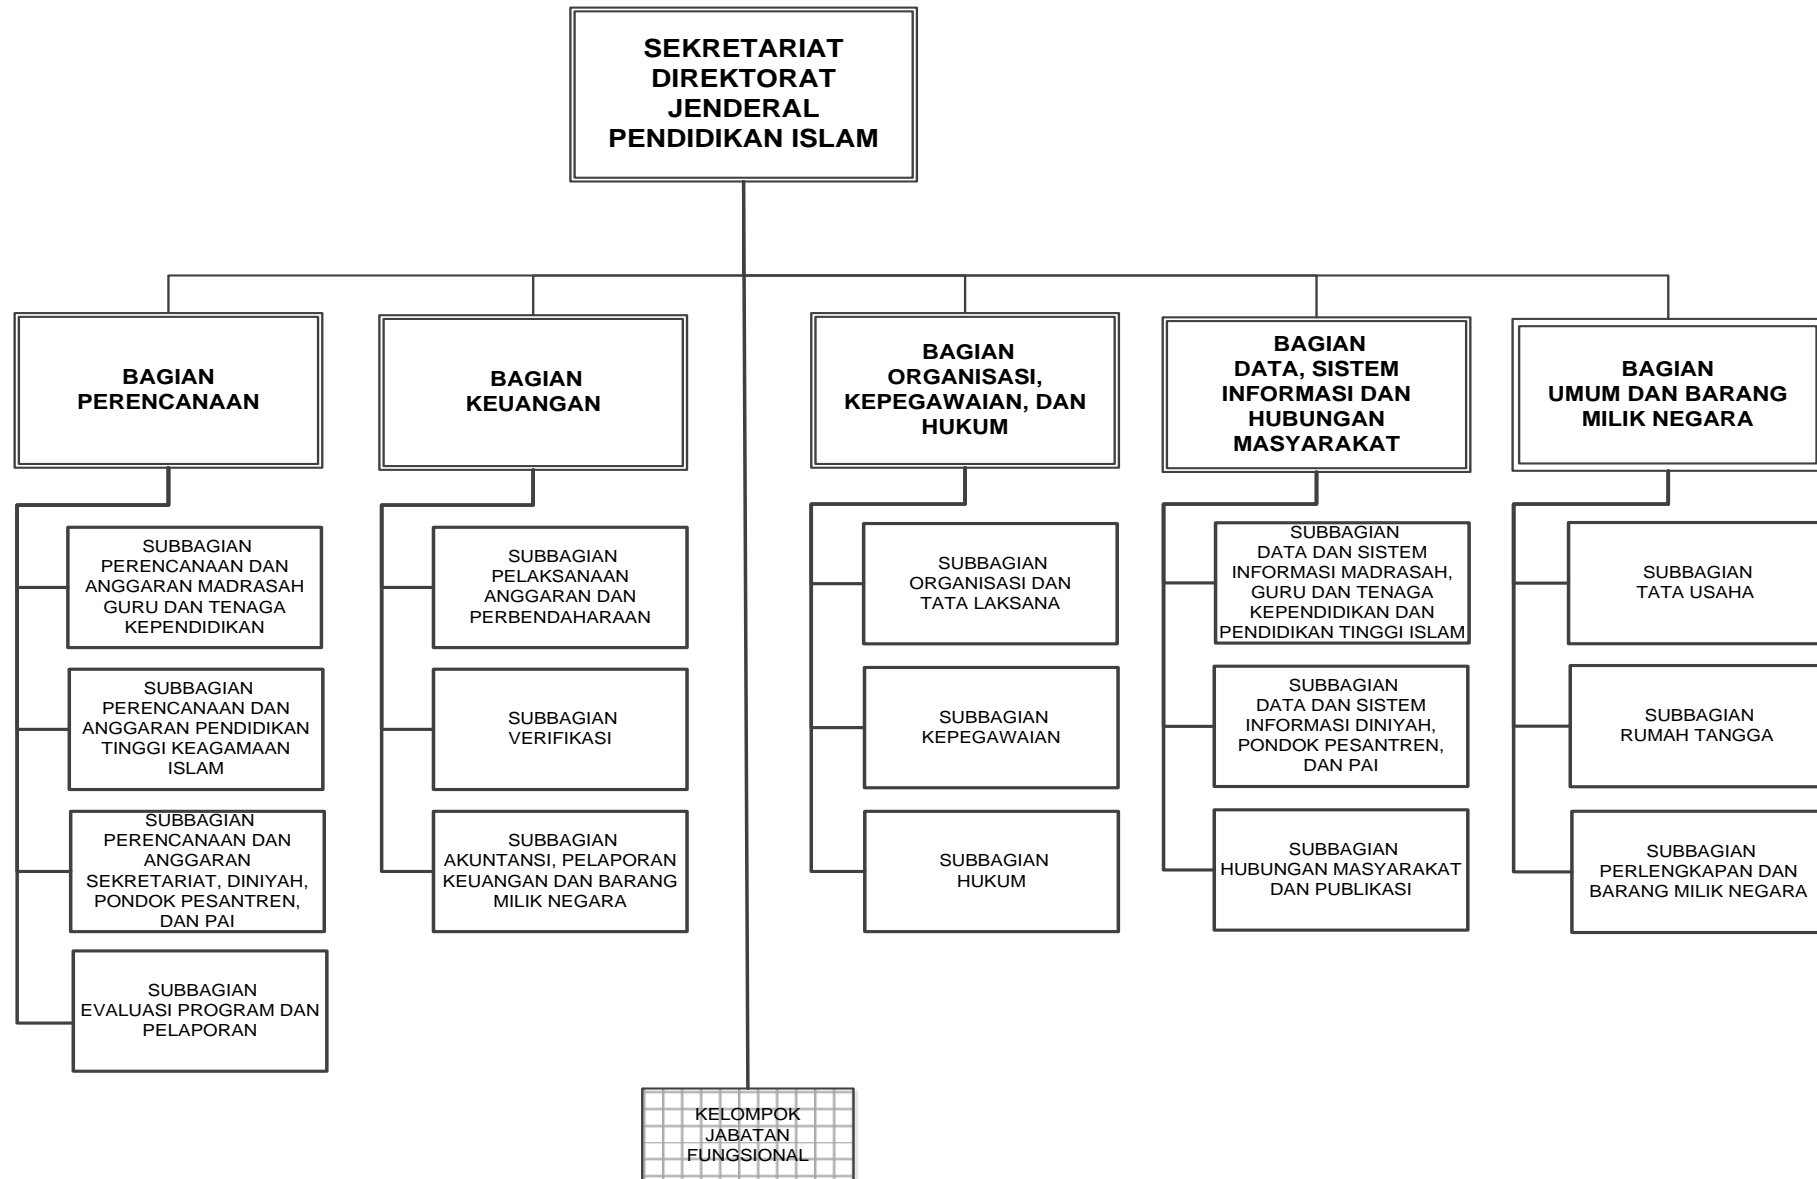 SEKRETARIAT
DIREKTORAT
JENDERAL
PENDIDIKAN ISLAM
BAGIAN
PERENCANAAN
BAGIAN
KEUANGAN
BAGIAN
ORGANISASI,
KEPEGAWAIAN, DAN
HUKUM
BAGIAN
DATA, SISTEM
INFORMASI DAN
HUBUNGAN
MASYARAKAT
BAGIAN
UMUM DAN BARANG
MILIK NEGARA
SUBBAGIAN
PERENCANAAN DAN
ANGGARAN MADRASAH
GURU DAN TENAGA
KEPENDIDIKAN
SUBBAGIAN
PERENCANAAN DAN
ANGGARAN PENDIDIKAN
TINGGI KEAGAMAAN
ISLAM
SUBBAGIAN
PERENCANAAN DAN
ANGGARAN
SEKRETARIAT, DINIYAH,
PONDOK PESANTREN,
DAN PAI
SUBBAGIAN
EVALUASI PROGRAM DAN
PELAPORAN
SUBBAGIAN
PELAKSANAAN
ANGGARAN DAN
PERBENDAHARAAN
SUBBAGIAN
VERIFIKASI
SUBBAGIAN
AKUNTANSI, PELAPORAN
KEUANGAN DAN BARANG
MILIK NEGARA
SUBBAGIAN
ORGANISASI DAN
TATA LAKSANA
SUBBAGIAN
KEPEGAWAIAN
SUBBAGIAN
HUKUM
SUBBAGIAN
DATA DAN SISTEM
INFORMASI MADRASAH,
GURU DAN TENAGA
KEPENDIDIKAN DAN
PENDIDIKAN TINGGI ISLAM
SUBBAGIAN
DATA DAN SISTEM
INFORMASI DINIYAH,
PONDOK PESANTREN,
DAN PAI
SUBBAGIAN
HUBUNGAN MASYARAKAT
DAN PUBLIKASI
SUBBAGIAN
TATA USAHA
SUBBAGIAN
RUMAH TANGGA
SUBBAGIAN
PERLENGKAPAN DAN
BARANG MILIK NEGARA
KELOMPOK
JABATAN
FUNGSIONAL